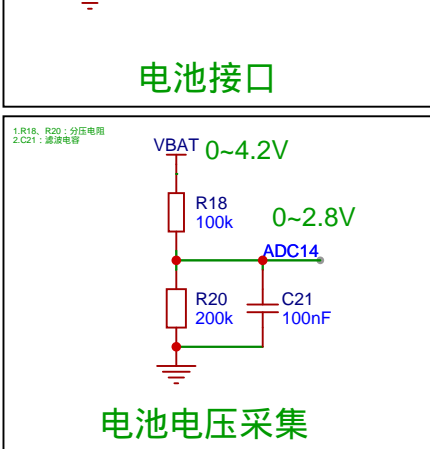 电池接口
1.R18、R20：分压电阻
2.C21：滤波电容
VBAT 0~4.2V
R18
100k
0~2.8V
ADC14
R20
200k
C21
100nF
电池电压采集